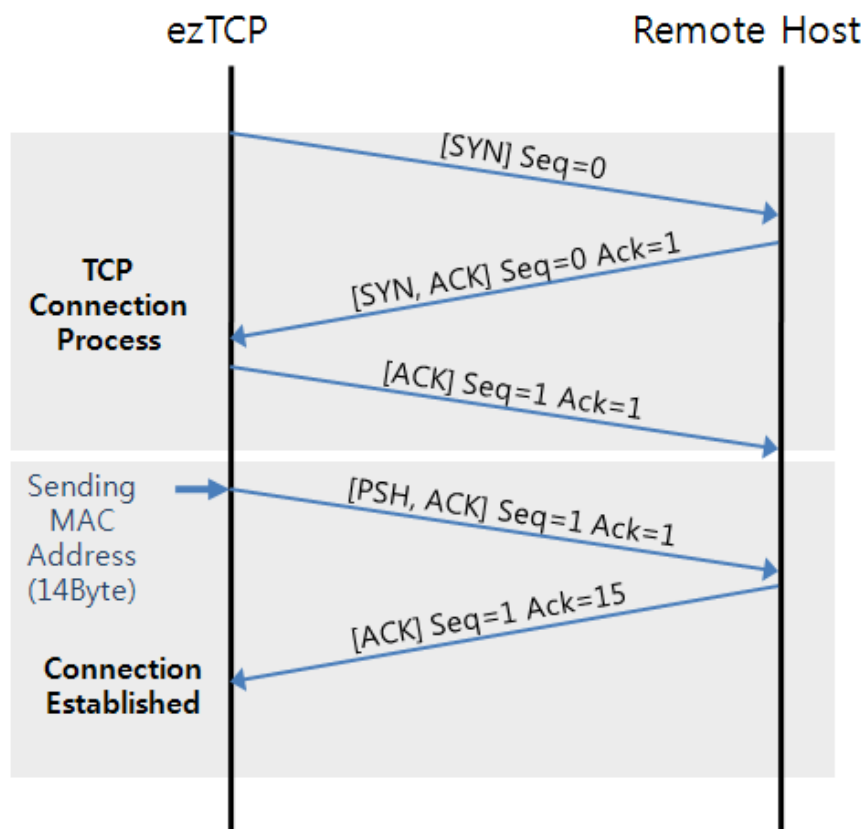 ezTCP
Remote Host
[SYN] Seq=0
[SYN, ACK] Seq=0 Ack=1
TCP
Connection
Process
[ACK] Seq=1 Ack=1
Sending
MAC
Address
(14Byte)
[PSH, ACK] Seq=1 Ack=1
[ACK] Seq=1 Ack=15
Connection
Established